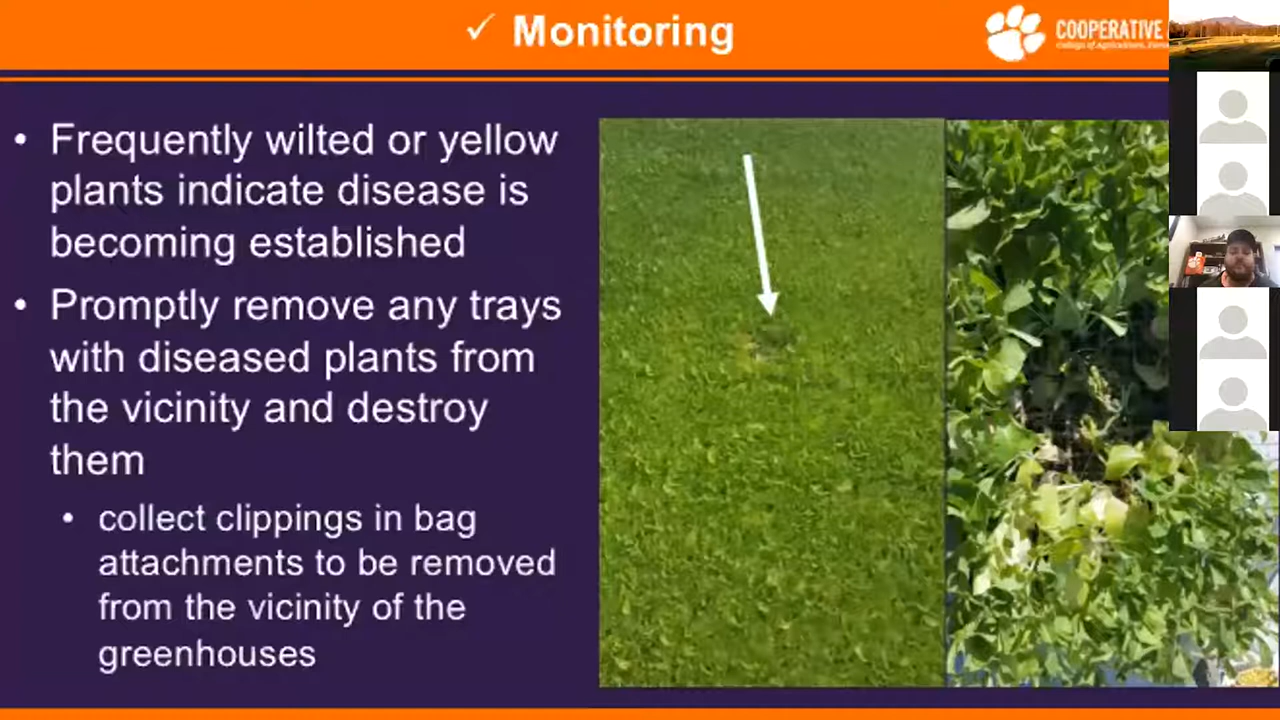 ✓ Monitoring
COOPERATIVE
• Frequently wilted or yellow
plants indicate disease is
becoming established
• Promptly remove any trays
with diseased plants from
the vicinity and destroy
them
• collect clippings in bag
attachments to be removed
from the vicinity of the
greenhouses